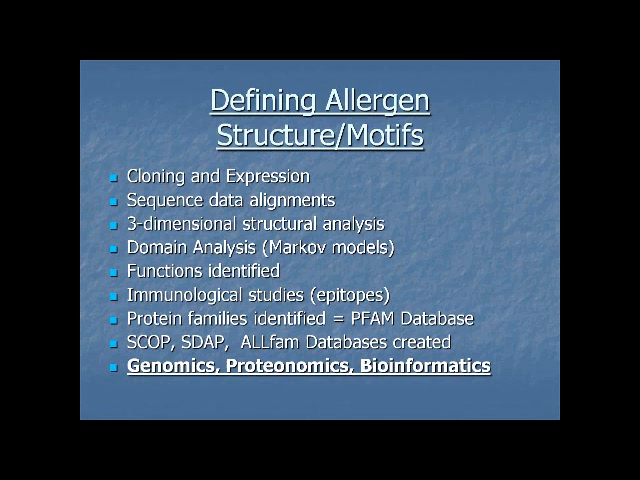 Defining Allergen
Structure/Motifs
Cloning and Expression
Sequence data alignments
3-dimensional structural analysis
Domain Analysis (Markov models)
Functions identified
Immunological studies (epitopes)
Protein families identified = PFAM Database
SCOP, SDAP, ALLfam Databases created
Genomics, Proteonomics, Bioinformatics